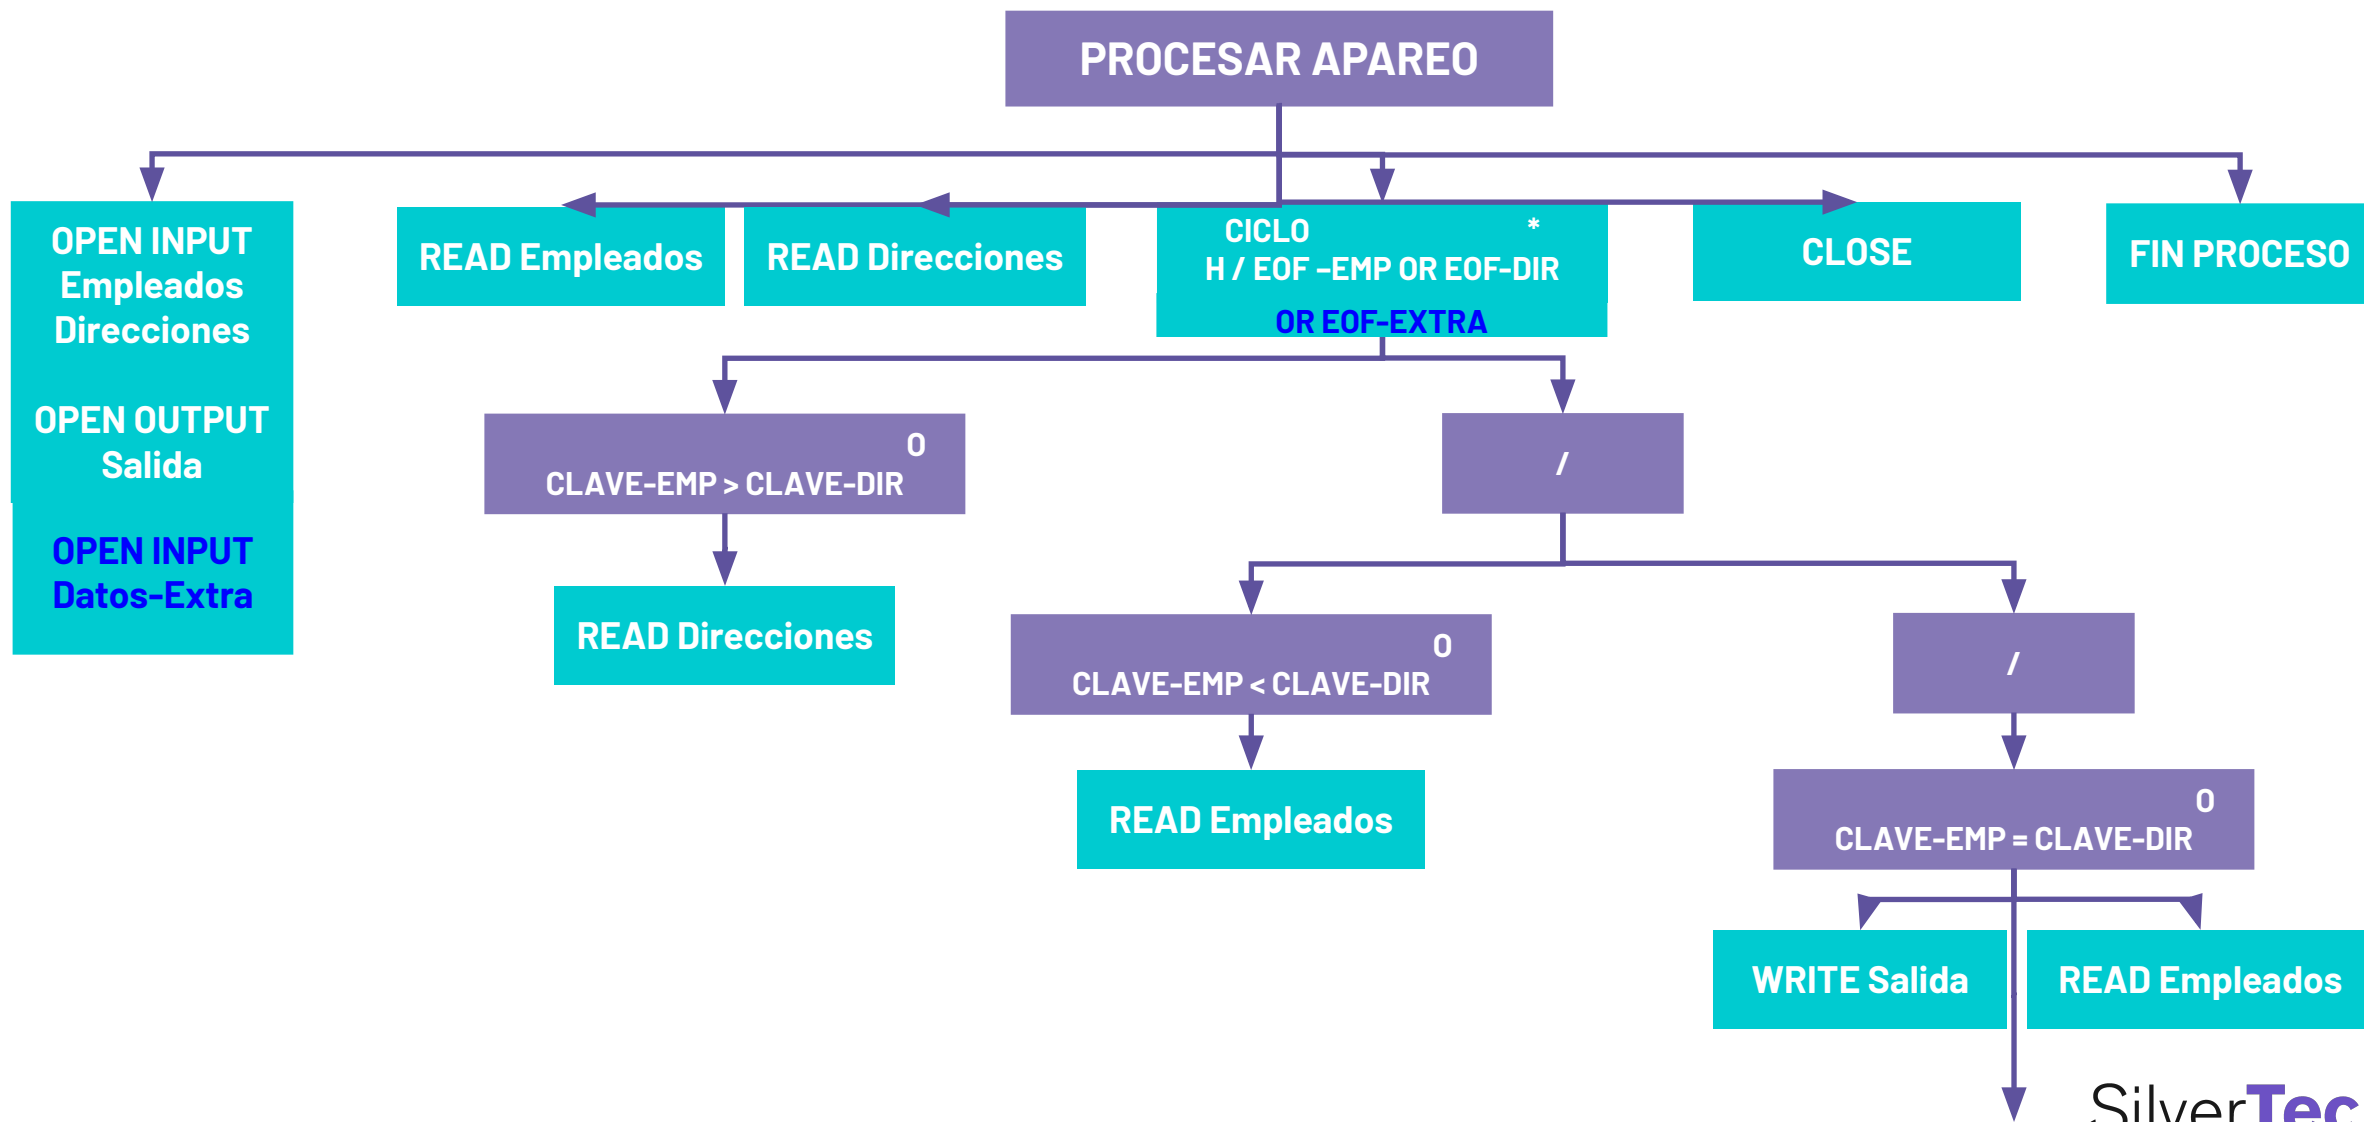 PROCESAR APAREO
OPEN INPUT
Empleados
Direcciones
OPEN OUTPUT
Salida
OPEN INPUT
Datos-Extra
READ Empleados
READ Direcciones
CICLO *
H / EOF -EMP OR EOF-DIR
OR EOF-EXTRA
CLOSE
FIN PROCESO
O
CLAVE-EMP > CLAVE-DIR
/
READ Direcciones
O
CLAVE-EMP < CLAVE-DIR
/
READ Empleados
O
CLAVE-EMP = CLAVE-DIR
WRITE Salida
READ Empleados
SilverTec